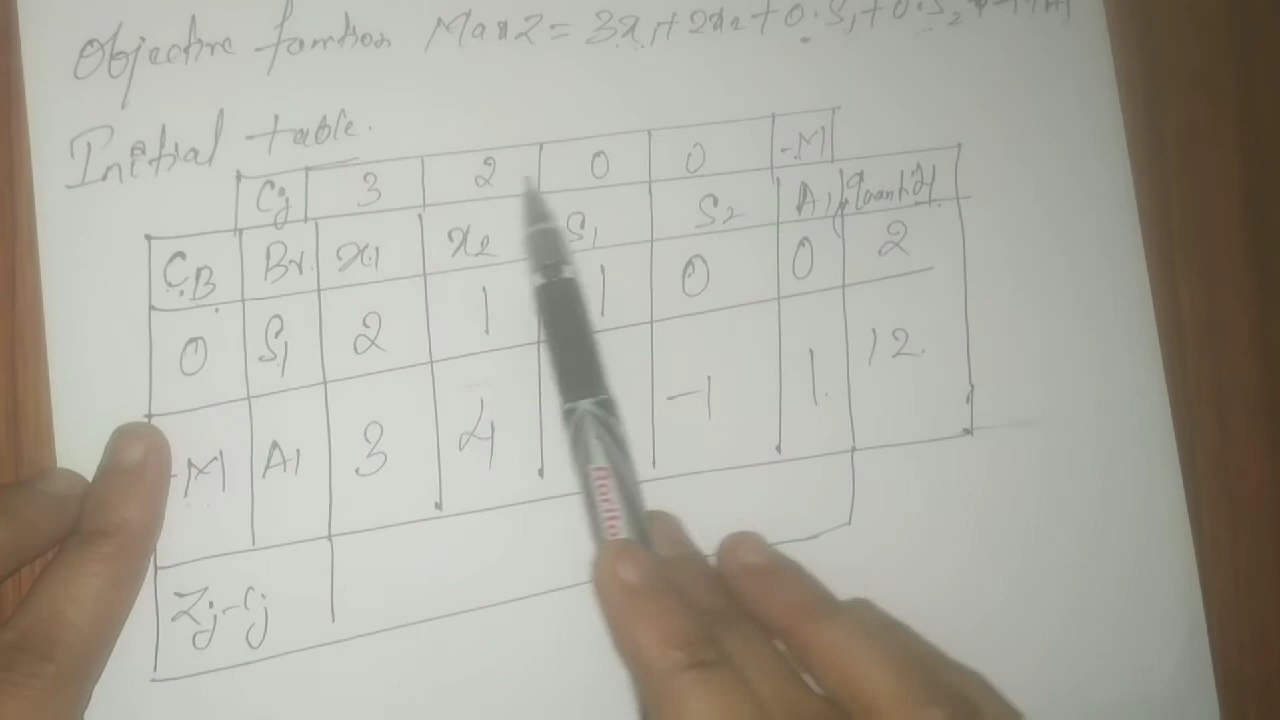 Objective function Max Z = 3x1 + 2x2 + 0.S1 + 0.S2
Initial table.
Cj 3 2 0 0 -M
CB Bv. x1 x2 S1 S2 A1 Quantity
0 S1 2 1 1 0 0 2
-M A1 3 4 -1 1 12
Zj-Cj